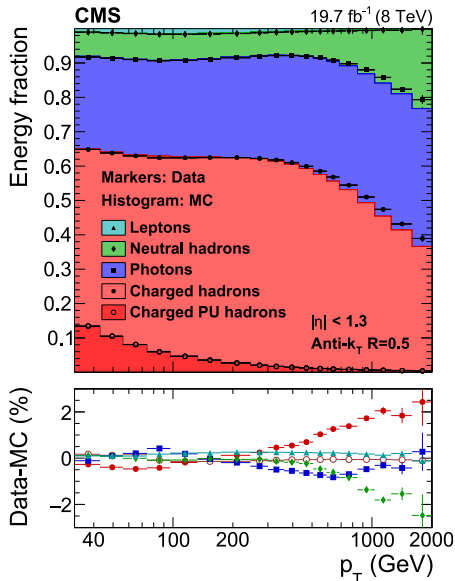 CMS 19.7 fb⁻¹ (8 TeV)
Energy fraction
0.9
0.8
0.7
0.6
0.5
0.4
0.3
0.2
0.1
Markers: Data
Histogram: MC
Leptons
Neutral hadrons
Photons
Charged hadrons
Charged PU hadrons
|η| < 1.3
Anti-k_T R=0.5
Data-MC (%)
2
0
−2
40 100 200 1000 2000
p_T (GeV)